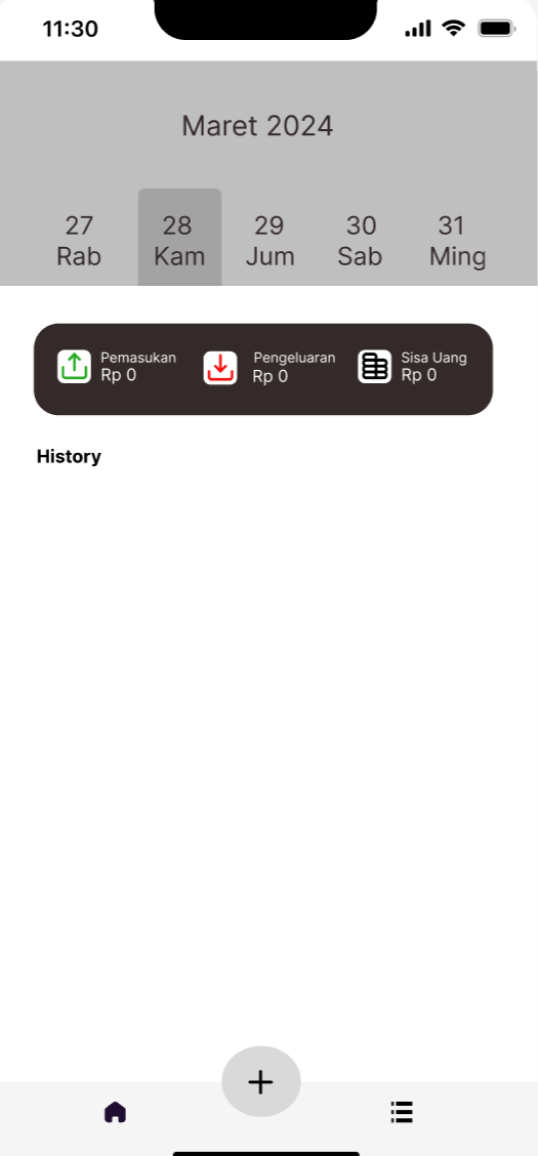 11:30
Maret 2024
27 28 29 30 31
Rab Kam Jum Sab Ming
Pemasukan Pengeluaran Sisa Uang
Rp 0 Rp 0 Rp 0
History